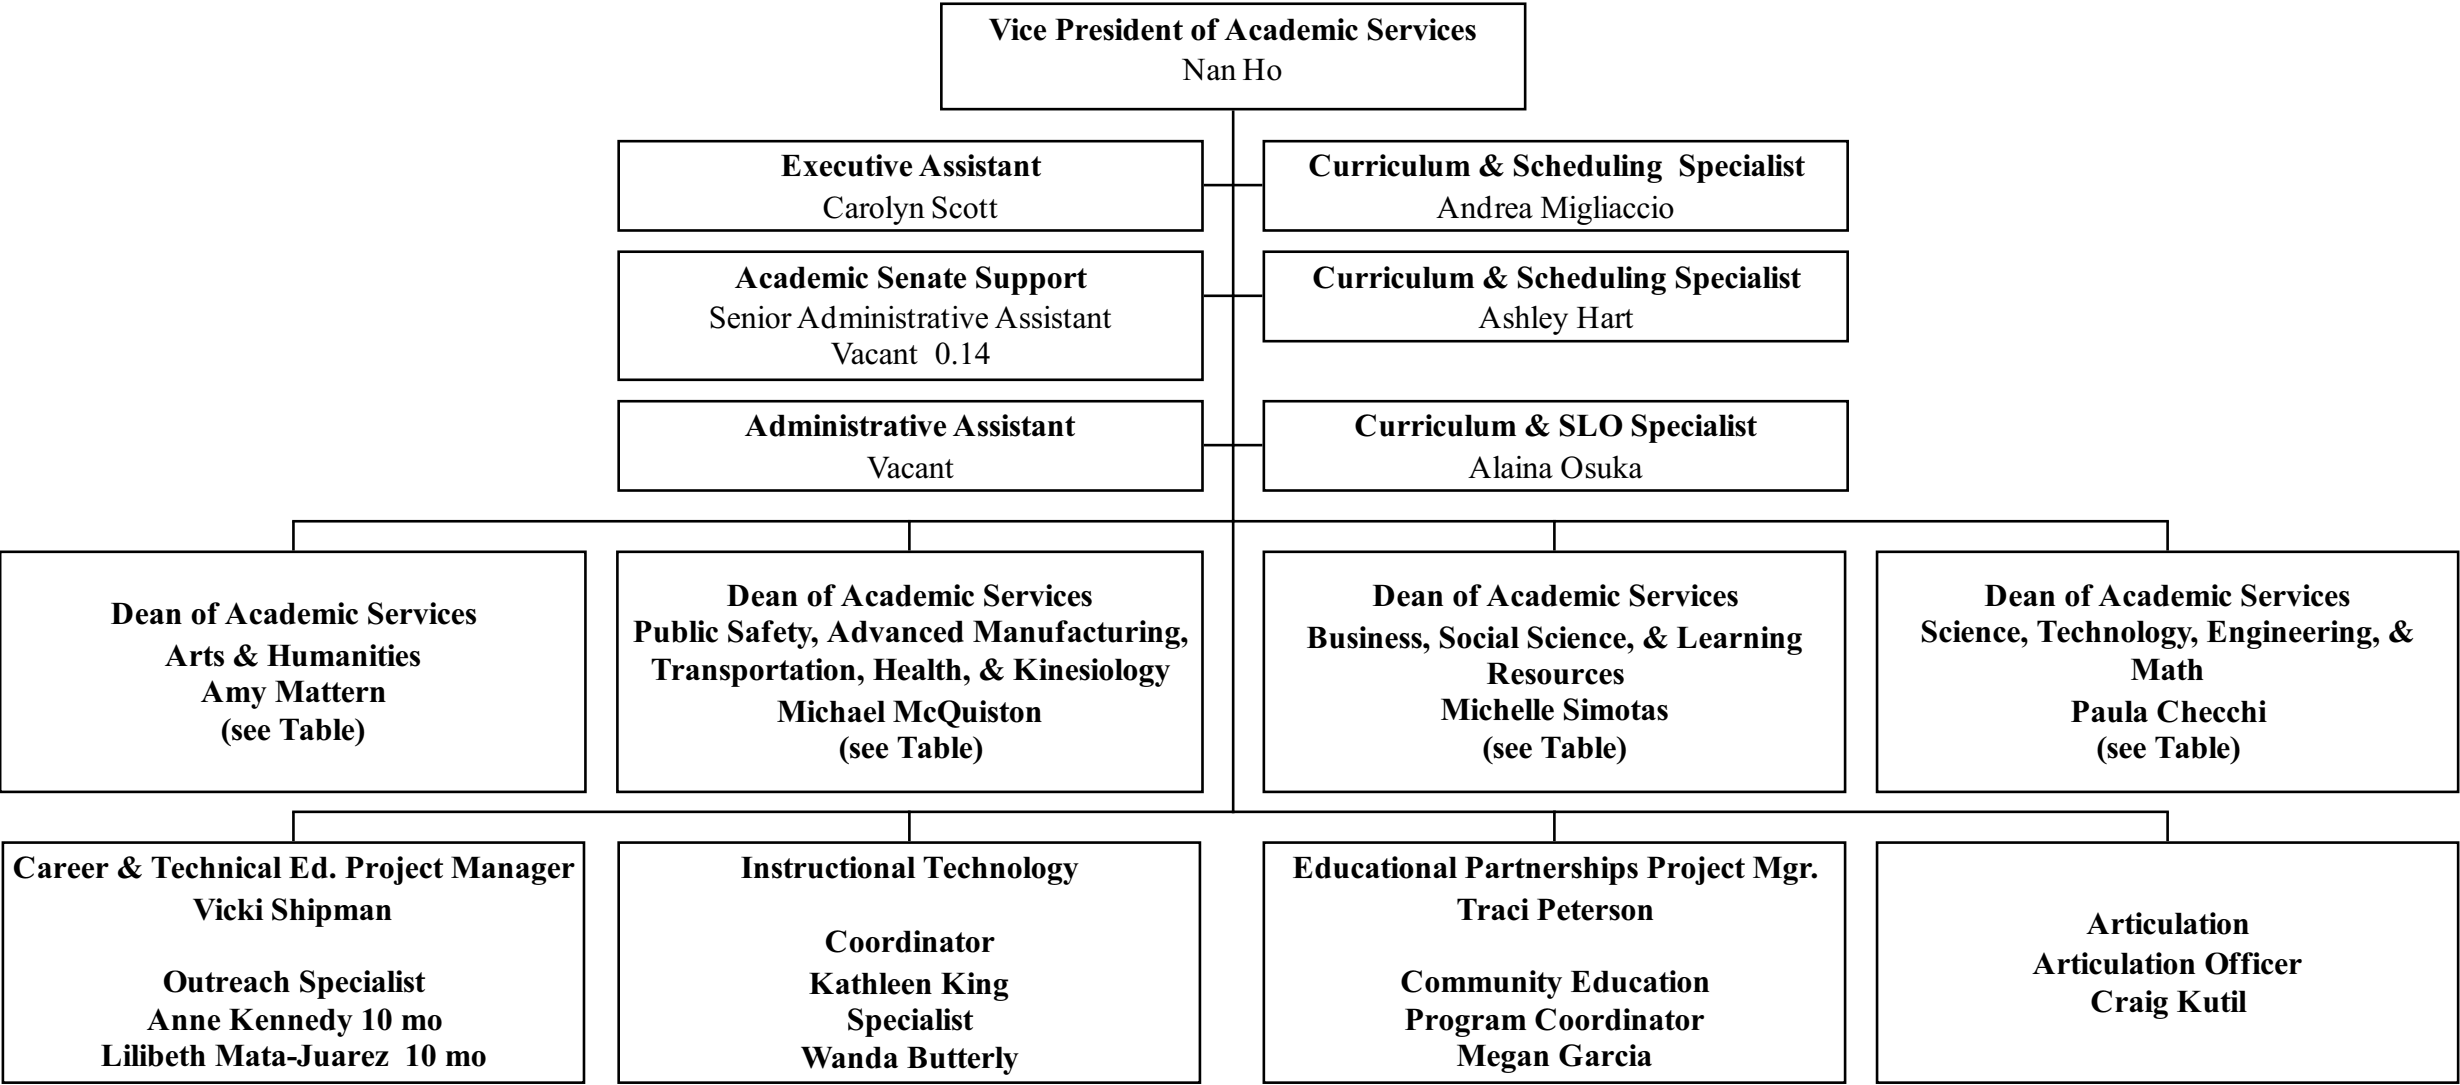 Vice President of Academic Services
Nan Ho
Executive Assistant
Carolyn Scott
Curriculum & Scheduling  Specialist
Andrea Migliaccio
Academic Senate Support
Senior Administrative Assistant
Vacant  0.14
Curriculum & Scheduling Specialist
Ashley Hart
Administrative Assistant
Vacant
Curriculum & SLO Specialist
Alaina Osuka
Dean of Academic Services
Arts & Humanities
Amy Mattern
(see Table)
Dean of Academic Services
Public Safety, Advanced Manufacturing,
Transportation, Health, & Kinesiology
Michael McQuiston
(see Table)
Dean of Academic Services
Business, Social Science, & Learning
Resources
Michelle Simotas
(see Table)
Dean of Academic Services
Science, Technology, Engineering, &
Math
Paula Checchi
(see Table)
Career & Technical Ed. Project Manager
Vicki Shipman
Outreach Specialist
Anne Kennedy 10 mo
Lilibeth Mata-Juarez  10 mo
Instructional Technology
Coordinator
Kathleen King
Specialist
Wanda Butterly
Educational Partnerships Project Mgr.
Traci Peterson
Community Education
Program Coordinator
Megan Garcia
Articulation
Articulation Officer
Craig Kutil